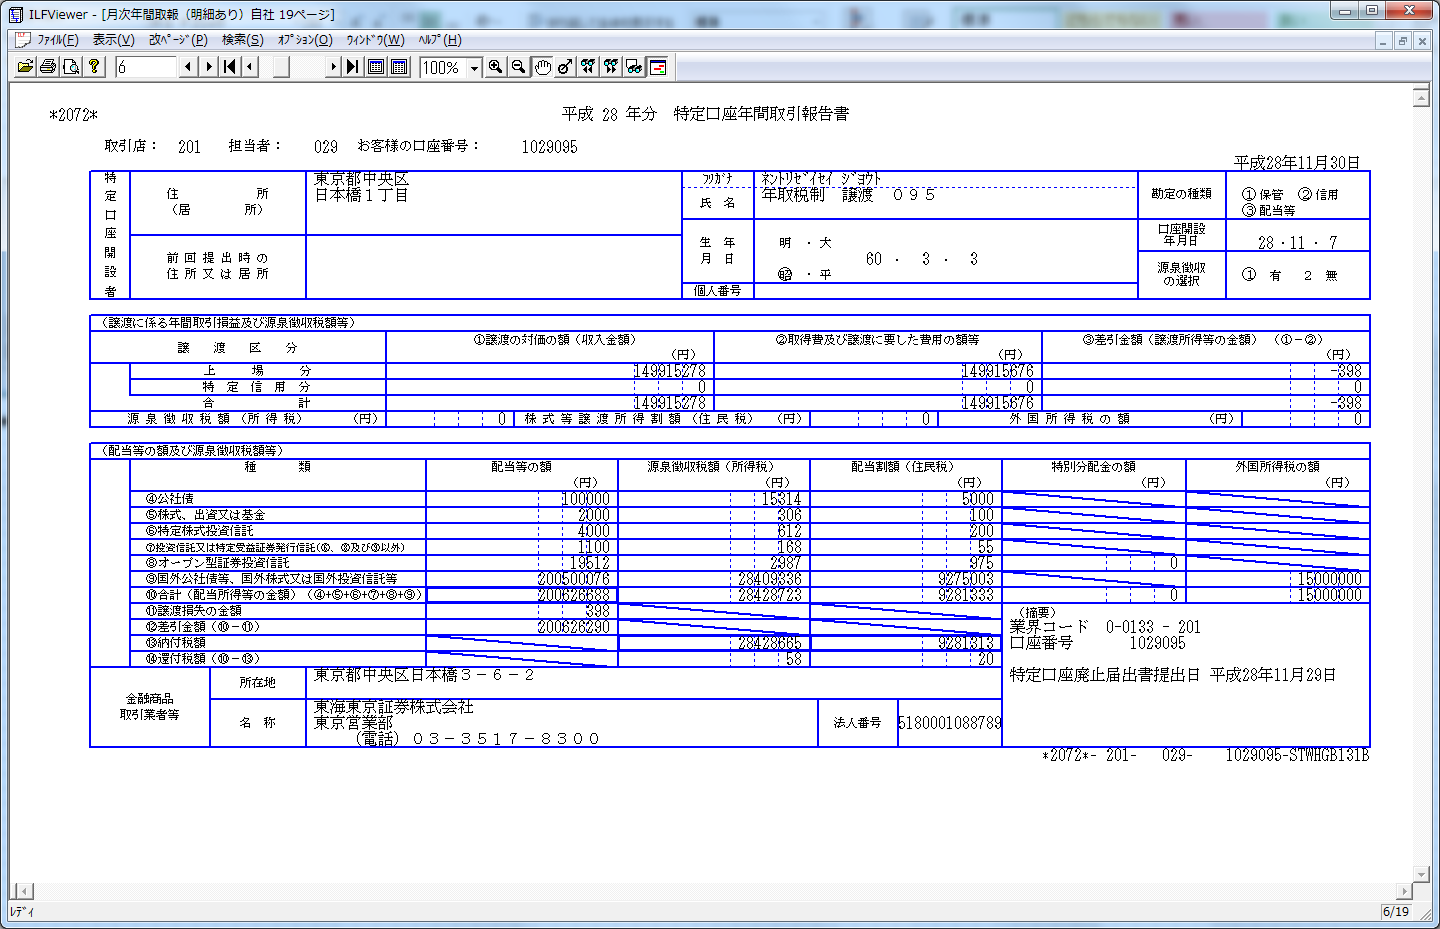 ILFViewer - [月次年間取報（明細あり）自社 19ページ]
ﾌｧｲﾙ(F) 表示(V) 改ﾍﾟｰｼﾞ(P) 検索(S) ｵﾌﾟｼｮﾝ(O) ｳｨﾝﾄﾞｳ(W) ﾍﾙﾌﾟ(H)
6 100%
*2072* 平成 28 年分 特定口座年間取引報告書
取引店： 201 担当者： 029 お客様の口座番号： 1029095
平成28年11月30日
特定口座開設者
住所（居所）
東京都中央区
日本橋１丁目
前回提出時の住所又は居所
ﾌﾘｶﾞﾅ ﾈﾝﾄﾘｾﾞｲｾｲ ｼﾞﾖｳﾄ
氏名 年取税制 譲渡 ０９５
生年月日 明・大 昭・平 60 ・ 3 ・ 3
個人番号
勘定の種類 ①保管 ②信用 ③配当等
口座開設年月日 28・11・ 7
源泉徴収の選択 ① 有 2 無
（譲渡に係る年間取引損益及び源泉徴収税額等）
譲渡区分 ①譲渡の対価の額（収入金額） （円） ②取得費及び譲渡に要した費用の額等 （円） ③差引金額（譲渡所得等の金額）（①－②） （円）
上場分 149915278 149915676 -398
特定信用分 0 0 0
合計 149915278 149915676 -398
源泉徴収税額（所得税） （円） 0 株式等譲渡所得割額（住民税） （円） 0 外国所得税の額 （円） 0
（配当等の額及び源泉徴収税額等）
種類 配当等の額 （円） 源泉徴収税額（所得税） （円） 配当割額（住民税） （円） 特別分配金の額 （円） 外国所得税の額 （円）
④公社債 100000 15314 5000
⑤株式、出資又は基金 2000 306 100
⑥特定株式投資信託 4000 612 200
⑦投資信託又は特定受益証券発行信託(⑤、⑧及び⑨以外) 1100 168 55
⑧オープン型証券投資信託 19512 2987 975 0
⑨国外公社債等、国外株式又は国外投資信託等 200500076 28409336 9275003 15000000
⑩合計（配当所得等の金額）（④+⑤+⑥+⑦+⑧+⑨） 200626688 28428723 9281333 0 15000000
⑪譲渡損失の金額 398
⑫差引金額（⑩－⑪） 200626290
⑬納付税額 28428665 9281313
⑭還付税額（⑩－⑬） 58 20
（摘要）
業界コード 0-0133 - 201
口座番号 1029095
特定口座廃止届出書提出日 平成28年11月29日
金融商品取引業者等
所在地 東京都中央区日本橋３－６－２
名称 東海東京証券株式会社
東京営業部
（電話）０３－３５１７－８３００
法人番号 5180001088789
*2072*- 201- 029- 1029095-STWHGB131B
ﾚﾃﾞｨ 6/19